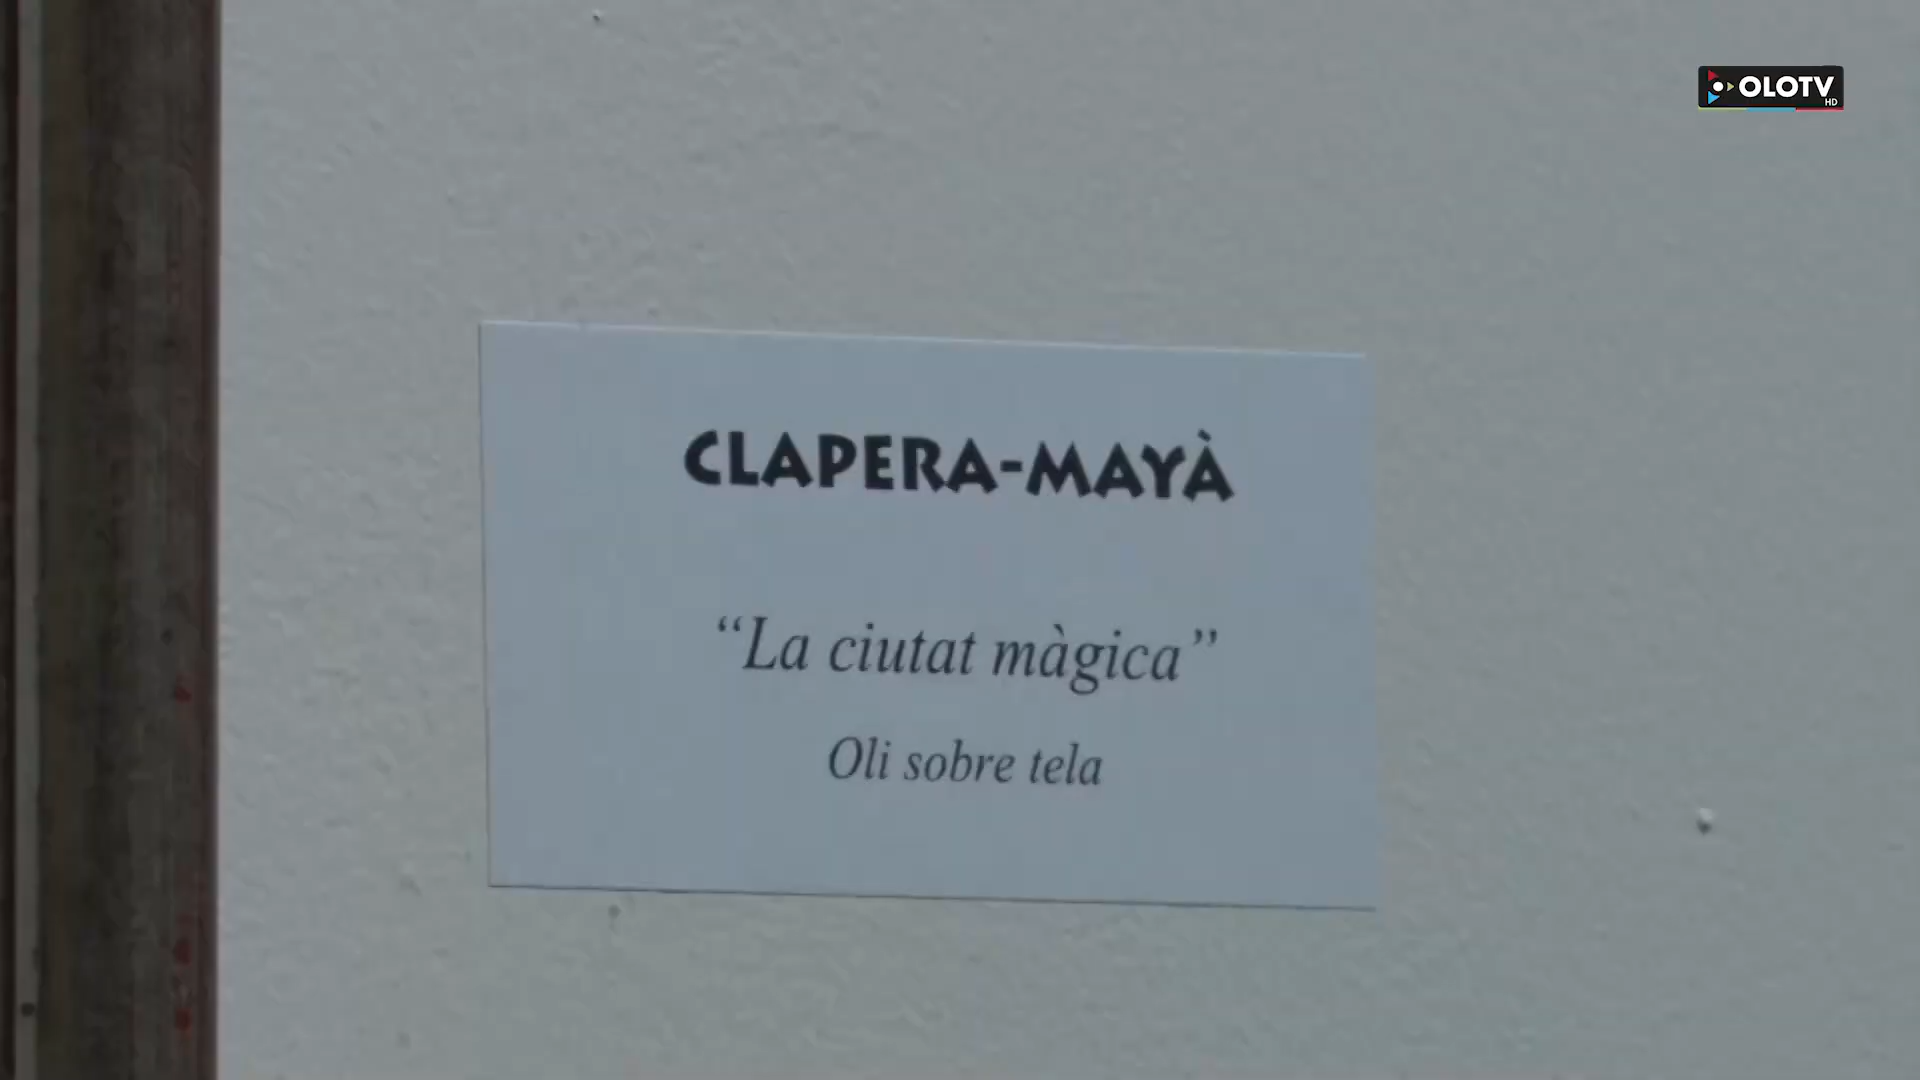 OLOTV
HD
CLAPERA-MAYÀ
“La ciutat màgica”
Oli sobre tela